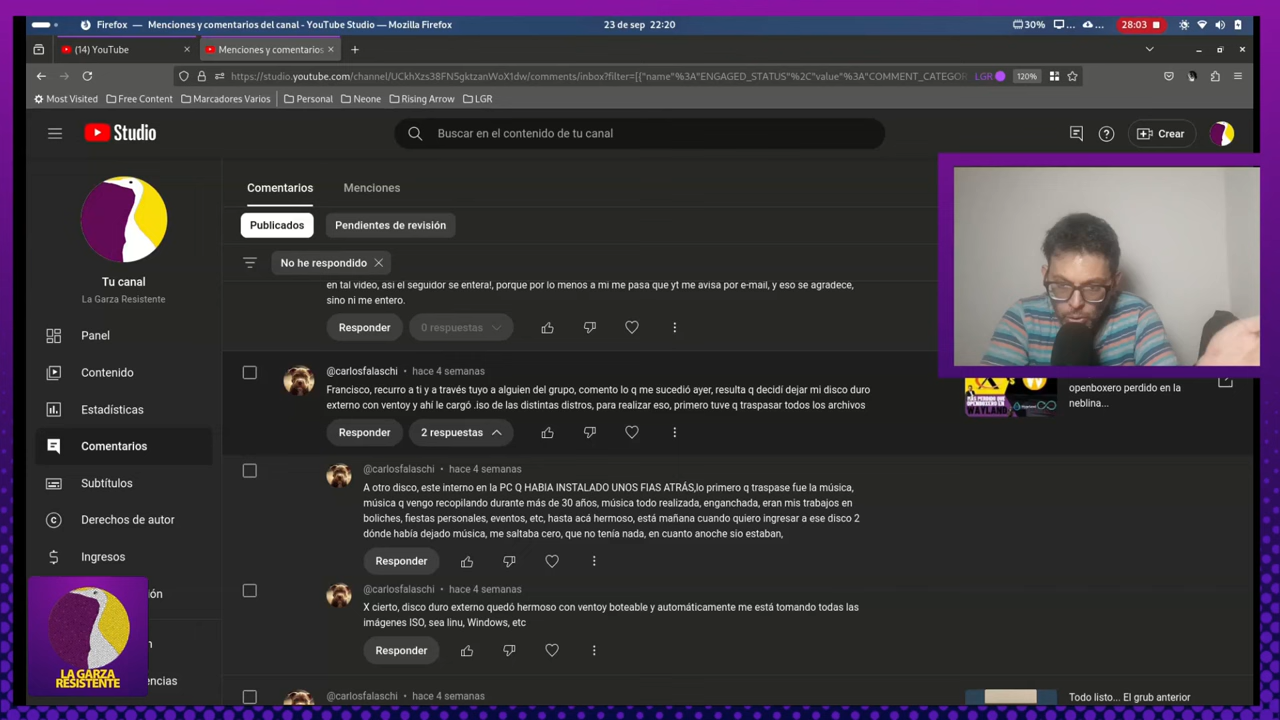 Firefox — Menciones y comentarios del canal - YouTube Studio — Mozilla Firefox
23 de sep 22:20
30%
28:03
(14) YouTube
Menciones y comentarios
https://studio.youtube.com/channel/UCkhXzs38FN5gktzanWoX1dw/comments/inbox?filter=[{"name"%3A"ENGAGED_STATUS"%2C"value"%3A"COMMENT_CATEGOR
LGR
120%
Most Visited
Free Content
Marcadores Varios
Personal
Neone
Rising Arrow
LGR
Studio
Buscar en el contenido de tu canal
Crear
Tu canal
La Garza Resistente
Panel
Contenido
Estadísticas
Comentarios
Subtítulos
Derechos de autor
Ingresos
LA GARZA
RESISTENTE
Comentarios
Menciones
Publicados
Pendientes de revisión
No he respondido
en tal video, asi el seguidor se entera!, porque por lo menos a mi me pasa que yt me avisa por e-mail, y eso se agradece,
sino ni me entero.
Responder
0 respuestas
@carlosfalaschi • hace 4 semanas
Francisco, recurro a ti y a través tuyo a alguien del grupo, comento lo q me sucedió ayer, resulta q decidí dejar mi disco duro
externo con ventoy y ahí le cargó .iso de las distintas distros, para realizar eso, primero tuve q traspasar todos los archivos
Responder
2 respuestas
openboxero perdido en la
neblina...
@carlosfalaschi • hace 4 semanas
A otro disco, este interno en la PC Q HABIA INSTALADO UNOS FIAS ATRÁS,lo primero q traspase fue la música,
música q vengo recopilando durante más de 30 años, música todo realizada, enganchada, eran mis trabajos en
boliches, fiestas personales, eventos, etc, hasta acá hermoso, está mañana cuando quiero ingresar a ese disco 2
dónde había dejado música, me saltaba cero, que no tenía nada, en cuanto anoche sio estaban,
Responder
@carlosfalaschi • hace 4 semanas
X cierto, disco duro externo quedó hermoso con ventoy boteable y automáticamente me está tomando todas las
imágenes ISO, sea linu, Windows, etc
Responder
@carlosfalaschi • hace 4 semanas
Todo listo... El grub anterior